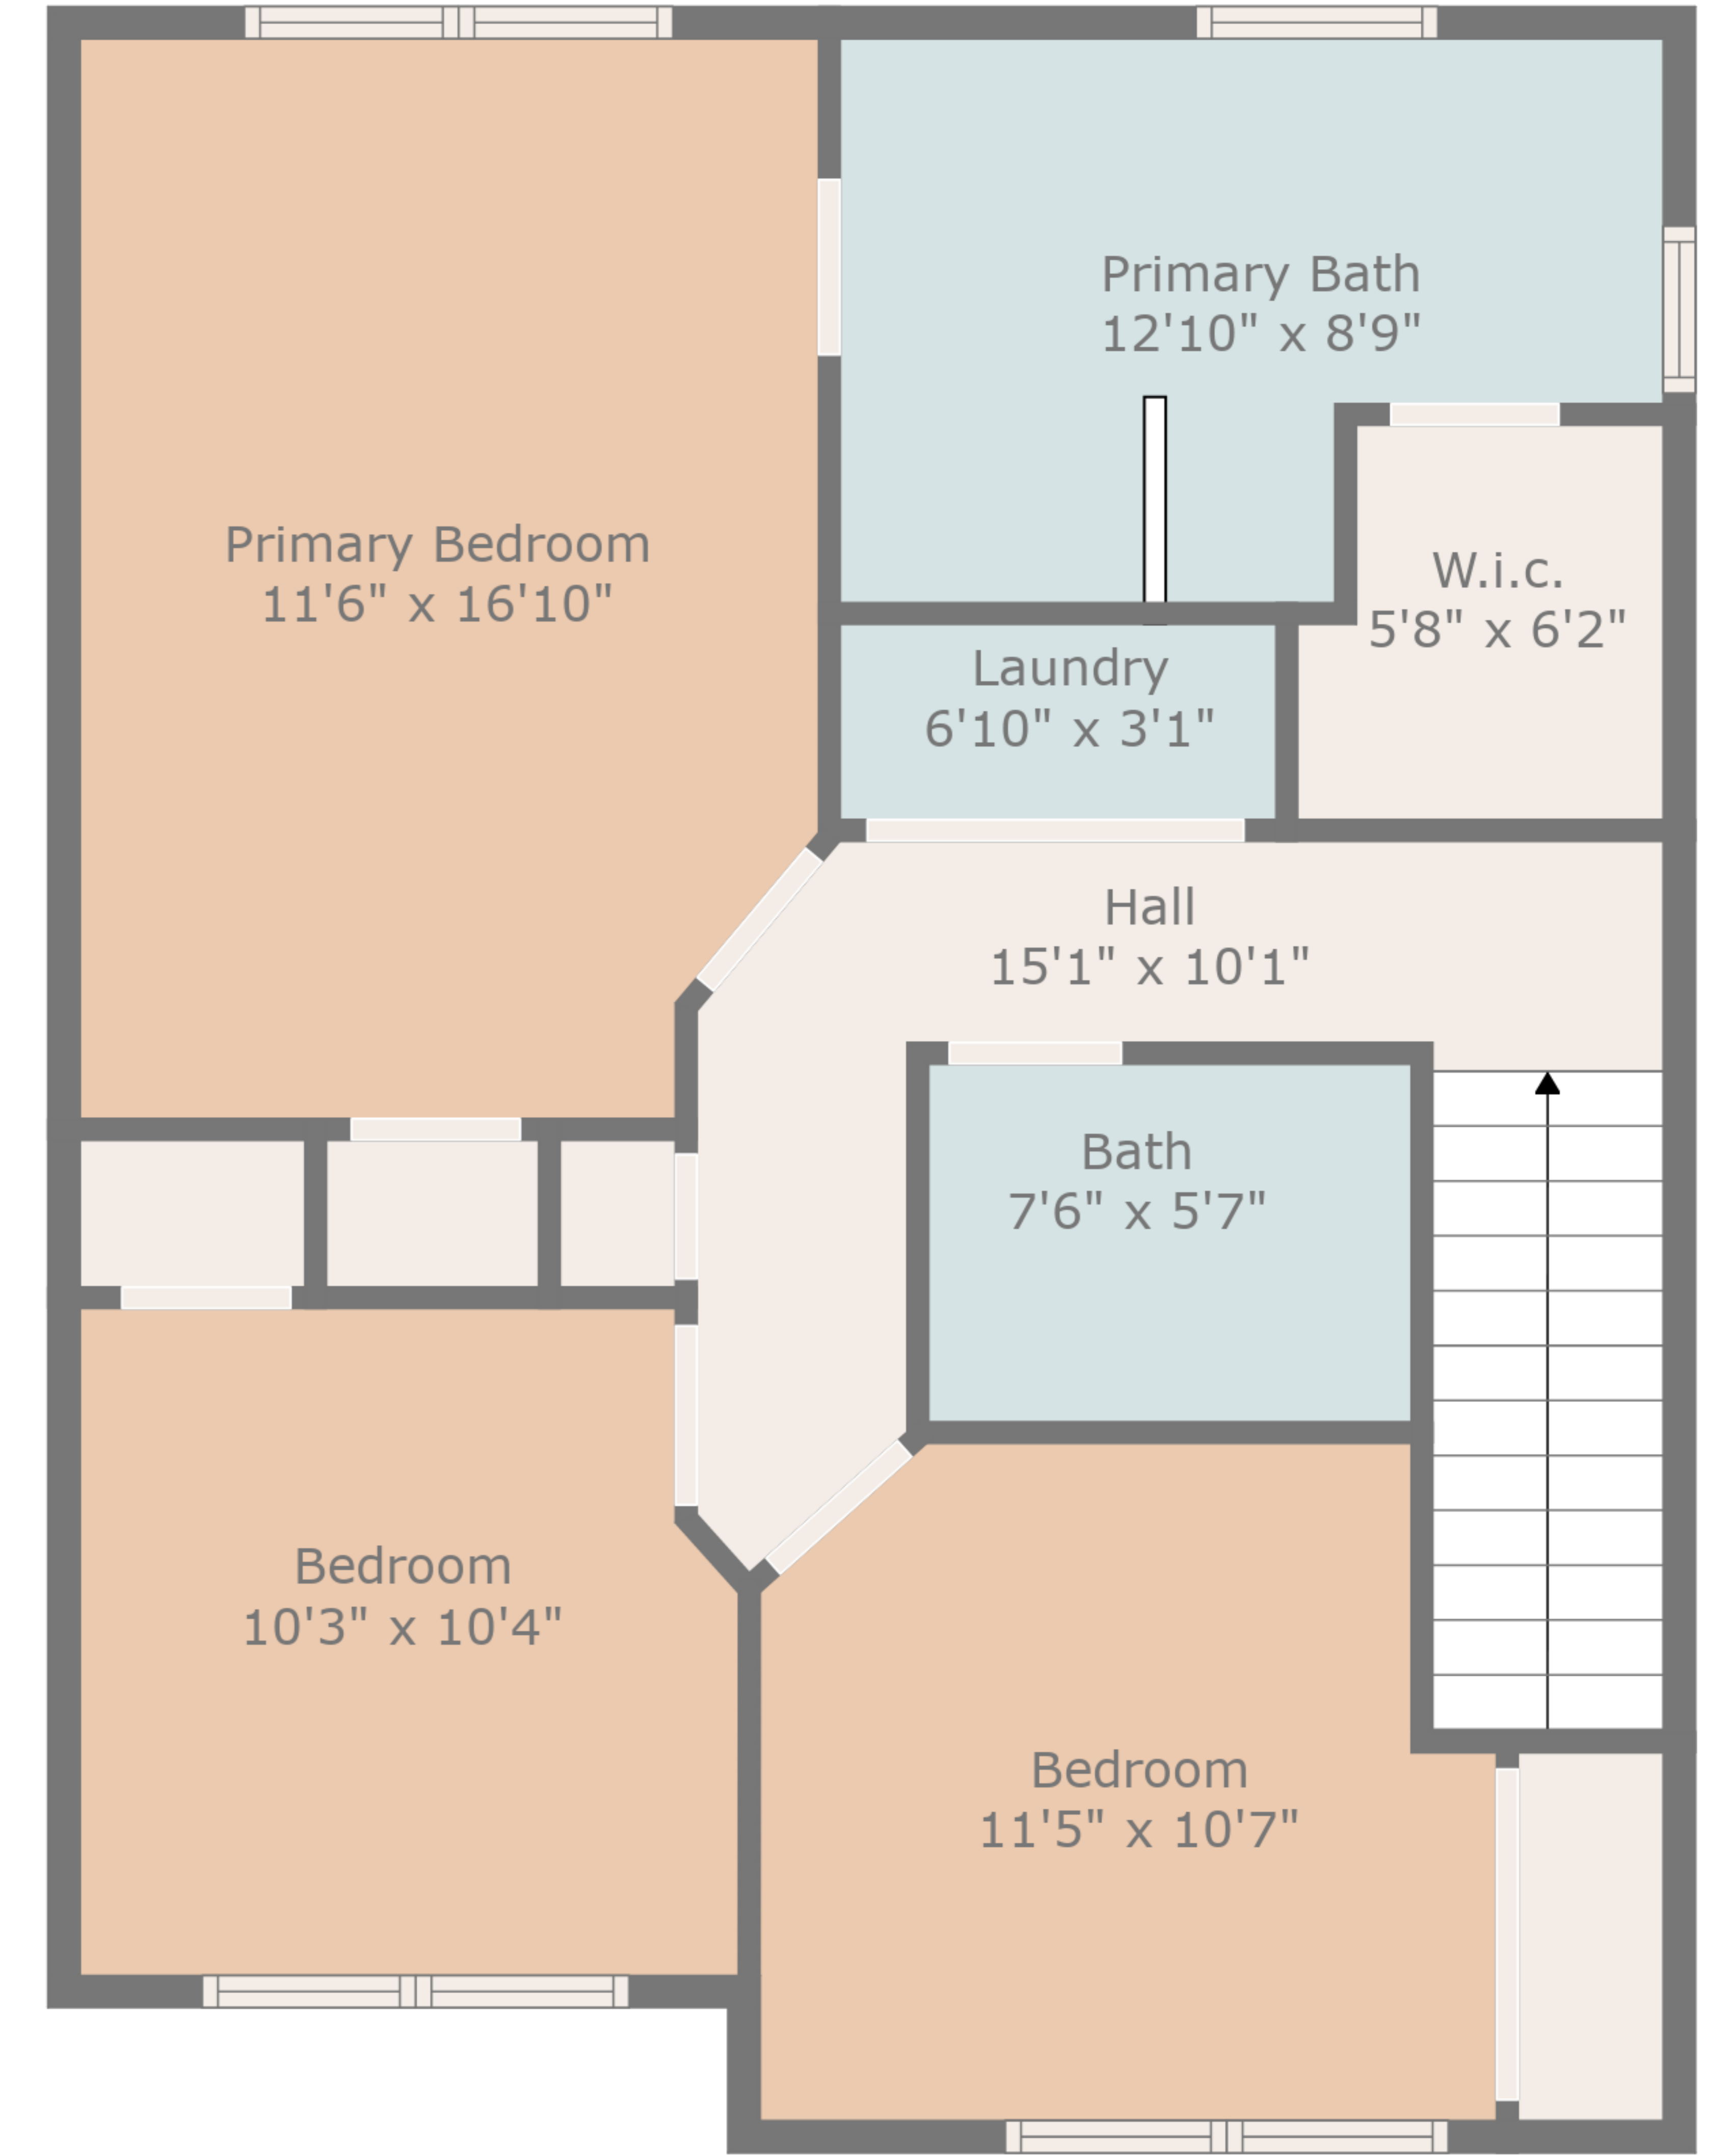 Primary Bath
12'10" x 8'9"
Primary Bedroom
11'6" x 16'10"
W.i.c.
5'8" x 6'2"
Laundry
6'10" x 3'1"
Hall
15'1" x 10'1"
Bath
7'6" x 5'7"
Bedroom
10'3" x 10'4"
Bedroom
11'5" x 10'7"